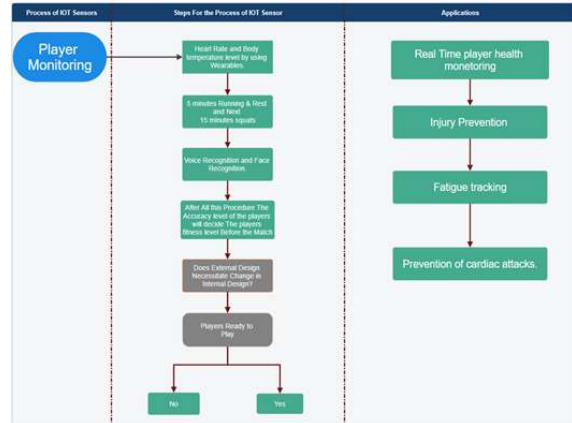 Process of IOT Sensors
Steps For the Process of IOT Sensor
Applications
Player
Monitoring
Heart Rate and Body
temperature level by using
Wearables.
5 minutes Running & Rest
and Next
15 minutes squats
Voice Recognition and Face
Recognition.
After All this Procedure The
Accuracy level of the players
will decide The players
fitness level Before the Match
Does External Design
Necessitate Change in
Internal Design?
Players Ready to
Play
No
Yes
Real Time player health
monetoring
Injury Prevention
Fatigue tracking
Prevention of cardiac attacks.